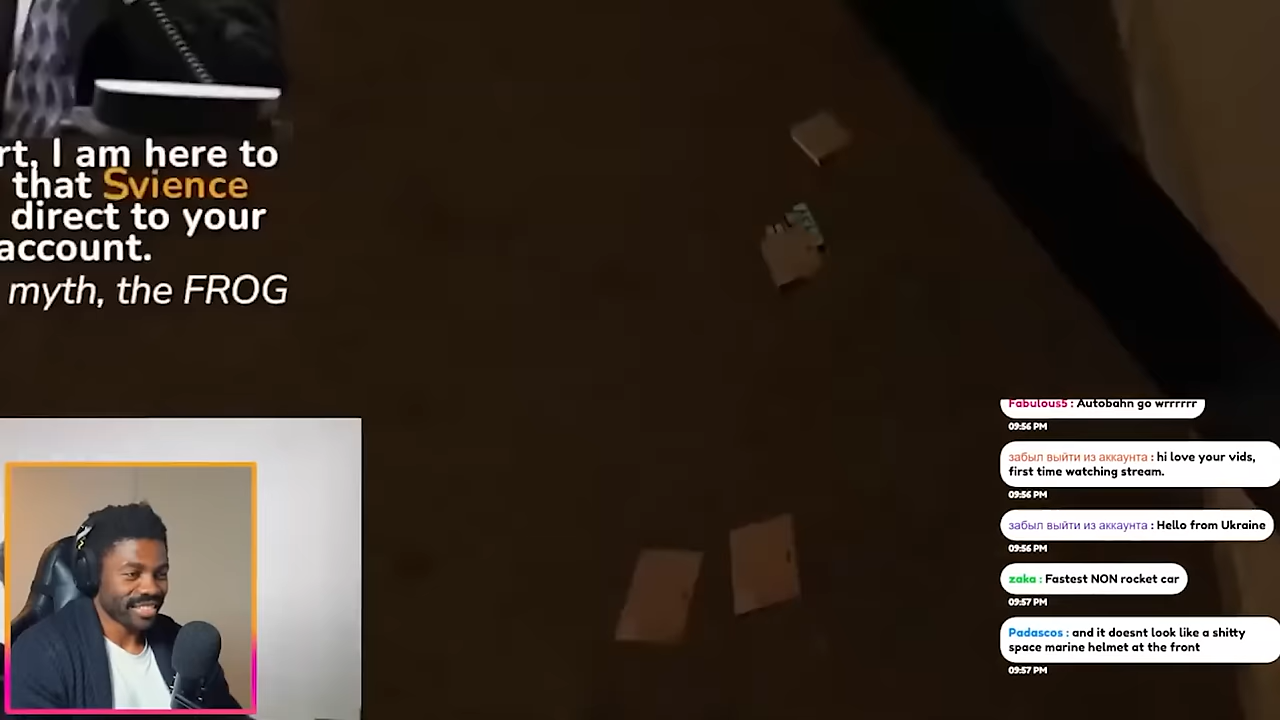 rt, I am here to
that Svience
direct to your
account.
myth, the FROG
Fabulous5 : Autobahn go wrrrrrr
09:56 PM
забыл выйти из аккаунта : hi love your vids,
first time watching stream.
09:56 PM
забыл выйти из аккаунта : Hello from Ukraine
09:56 PM
zaka : Fastest NON rocket car
09:57 PM
Padascos : and it doesnt look like a shitty
space marine helmet at the front
09:57 PM